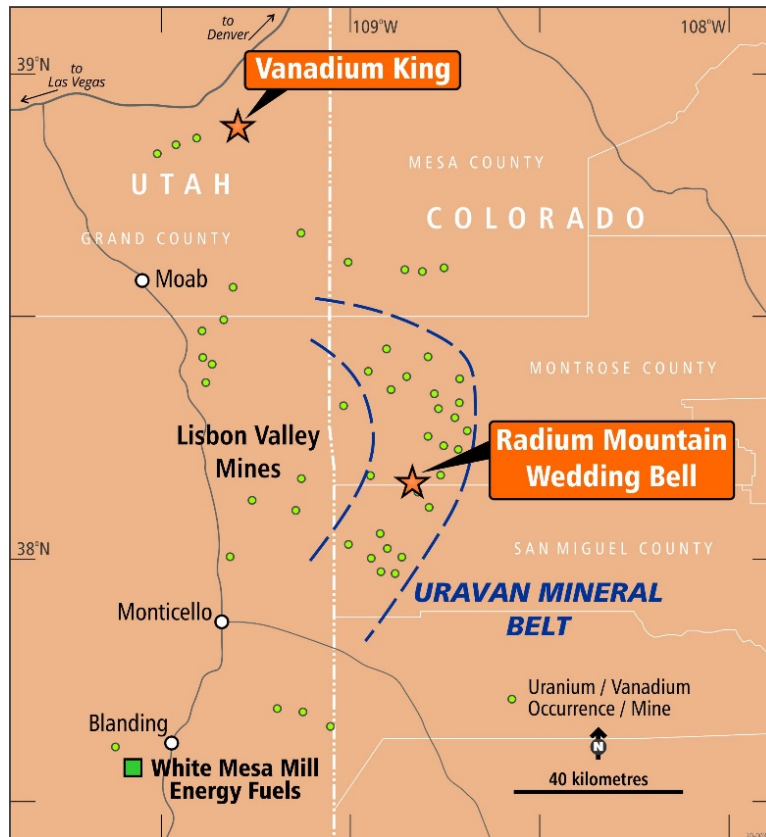 to
Denver
109°W
108°W
39°N
to
Las Vegas
Vanadium King
MESA COUNTY
UTAH
COLORADO
GRAND COUNTY
Moab
MONTROSE COUNTY
Lisbon Valley
Mines
Radium Mountain
Wedding Bell
38°N
SAN MIGUEL COUNTY
URAVAN MINERAL
BELT
Monticello
Uranium / Vanadium
Occurrence / Mine
Blanding
N
White Mesa Mill
Energy Fuels
40 kilometres